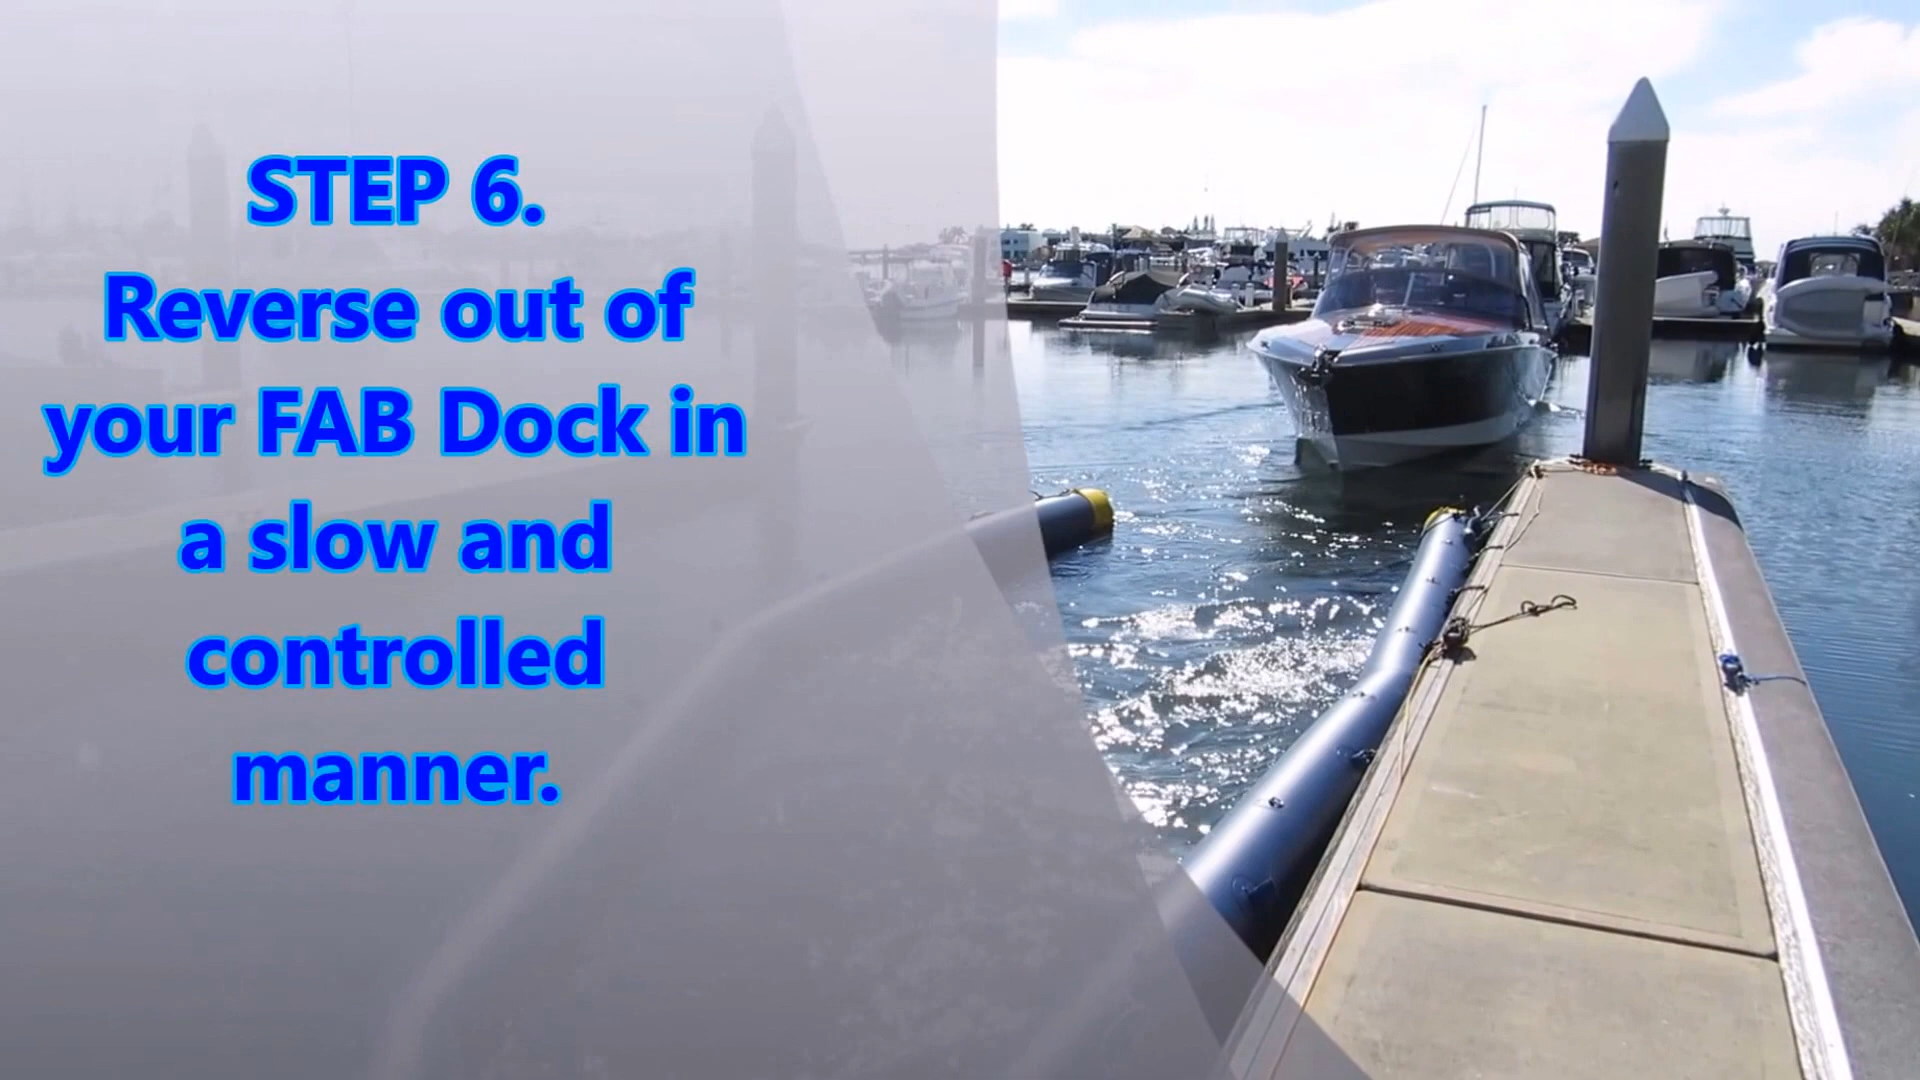 STEP 6.
Reverse out of
your FAB Dock in
a slow and
controlled
manner.